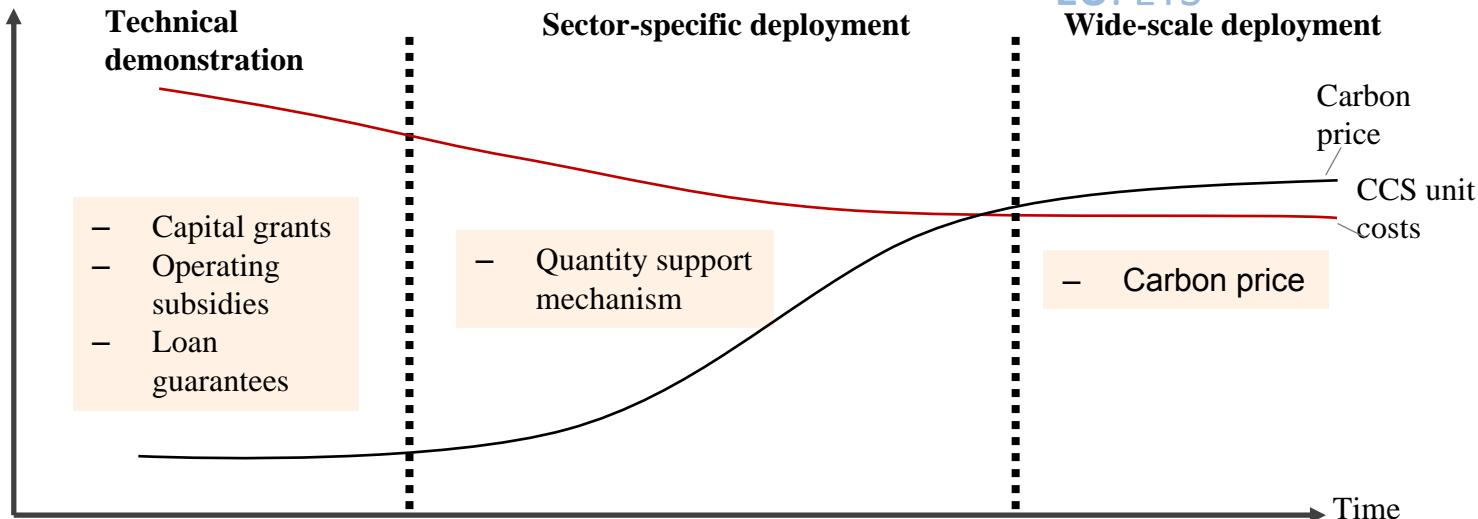 Technical
demonstration
Sector-specific deployment
Wide-scale deployment
Carbon
price
CCS unit
costs
– Capital grants
– Operating
subsidies
– Loan
guarantees
– Quantity support
mechanism
– Carbon price
Time